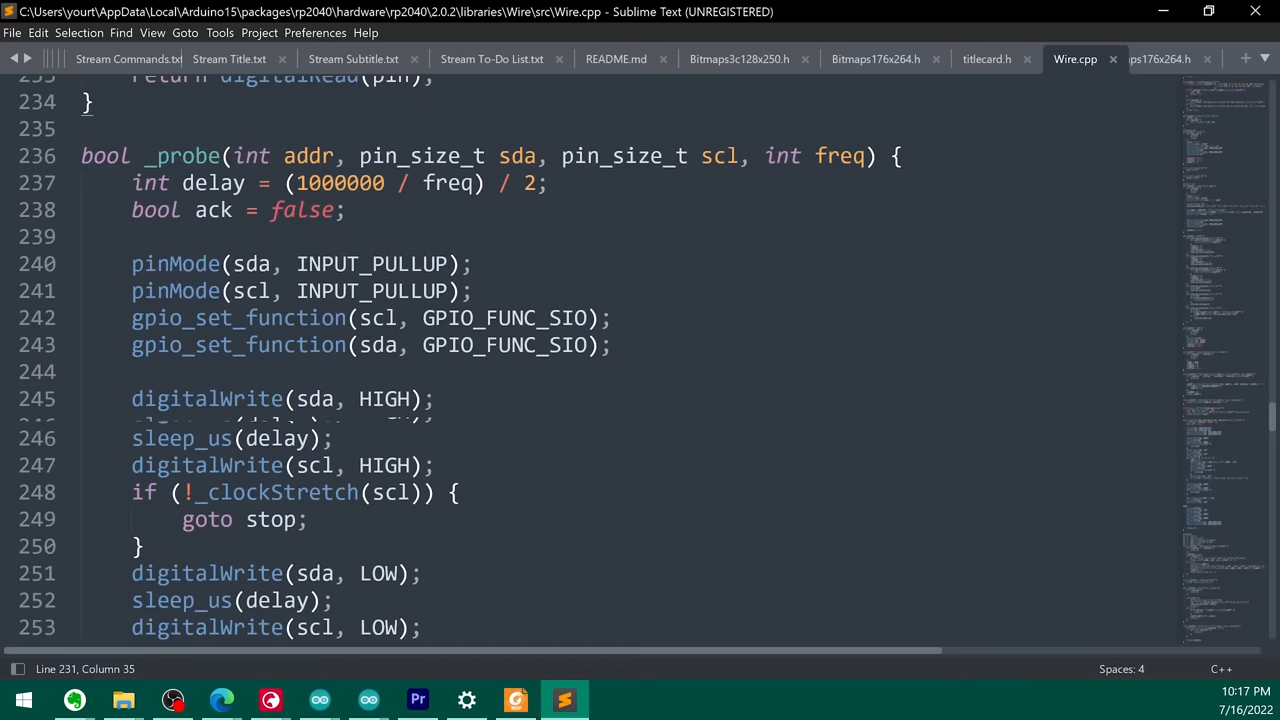 C:\Users\yourt\AppData\Local\Arduino15\packages\rp2040\hardware\rp2040\2.0.2\libraries\Wire\src\Wire.cpp - Sublime Text (UNREGISTERED)
File Edit Selection Find View Goto Tools Project Preferences Help
Stream Commands.txt Stream Title.txt Stream Subtitle.txt Stream To-Do List.txt README.md Bitmaps3c128x250.h Bitmaps176x264.h titlecard.h Wire.cpp aps176x264.h
return digitalRead(pin);
234 }
235
236 bool _probe(int addr, pin_size_t sda, pin_size_t scl, int freq) {
237 int delay = (1000000 / freq) / 2;
238 bool ack = false;
239
240 pinMode(sda, INPUT_PULLUP);
241 pinMode(scl, INPUT_PULLUP);
242 gpio_set_function(scl, GPIO_FUNC_SIO);
243 gpio_set_function(sda, GPIO_FUNC_SIO);
244
245 digitalWrite(sda, HIGH);
246 sleep_us(delay);
247 digitalWrite(scl, HIGH);
248 if (!_clockStretch(scl)) {
249 goto stop;
250 }
251 digitalWrite(sda, LOW);
252 sleep_us(delay);
253 digitalWrite(scl, LOW);
Line 231, Column 35 Spaces: 4 C++
Pr
10:17 PM
7/16/2022